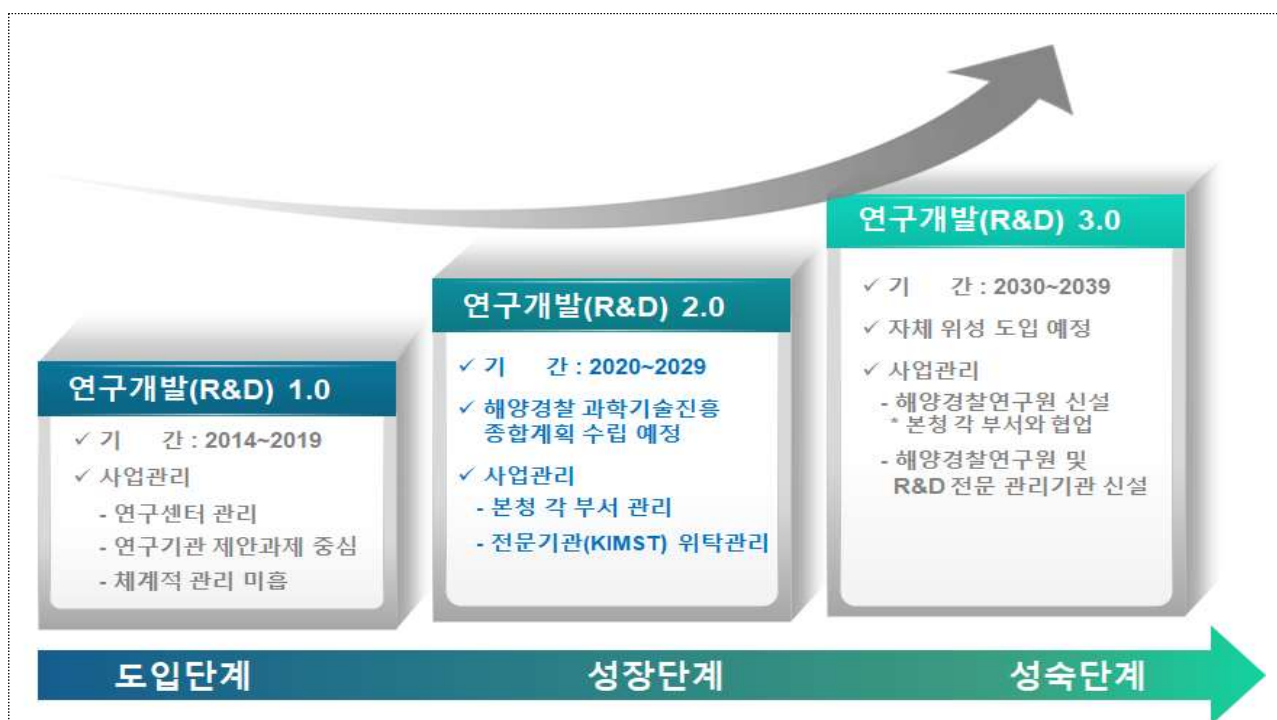 연구개발(R&D) 1.0
✓ 기 간 : 2014~2019
✓ 사업관리
- 연구센터 관리
- 연구기관 제안과제 중심
- 체계적 관리 미흡
연구개발(R&D) 2.0
✓ 기 간 : 2020~2029
✓ 해양경찰 과학기술진흥
종합계획 수립 예정
✓ 사업관리
- 본청 각 부서 관리
- 전문기관(KIMST) 위탁관리
연구개발(R&D) 3.0
✓ 기 간 : 2030~2039
✓ 자체 위성 도입 예정
✓ 사업관리
- 해양경찰연구원 신설
* 본청 각 부서와 협업
- 해양경찰연구원 및
R&D 전문 관리기관 신설
도입단계
성장단계
성숙단계